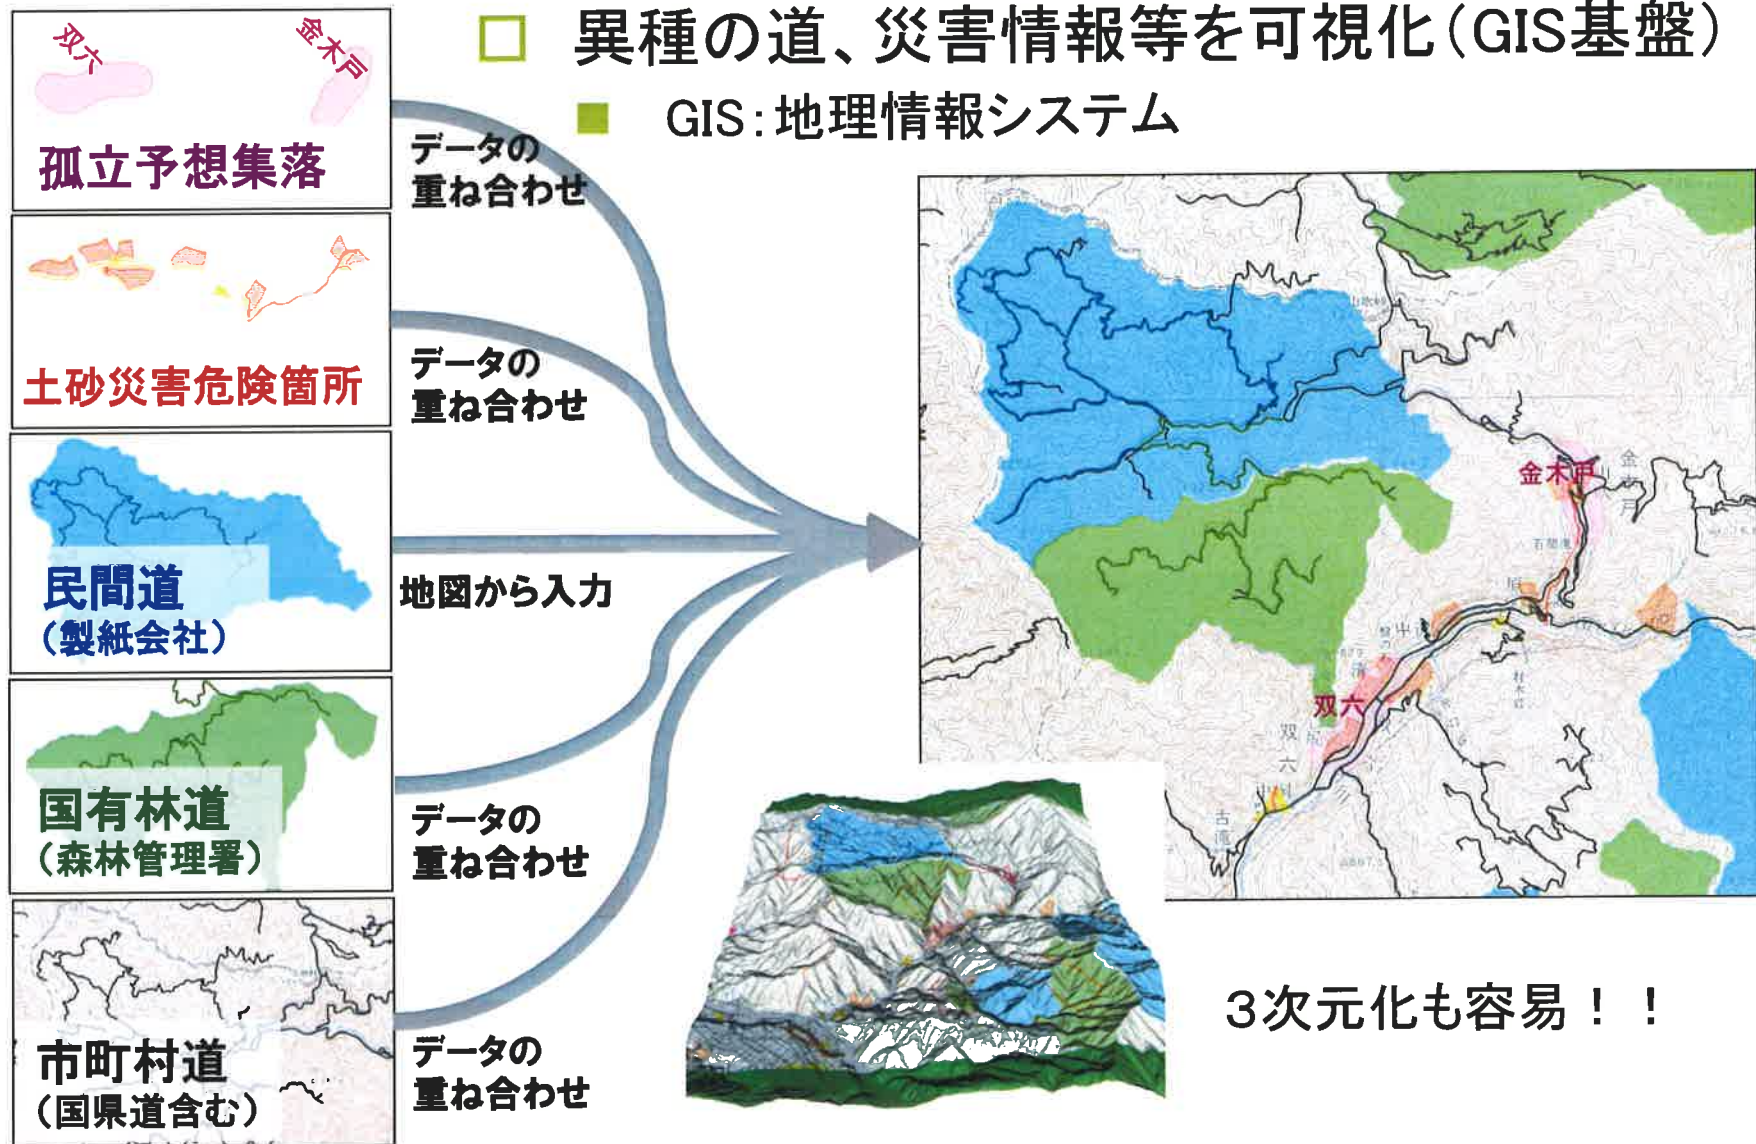 異種の道、災害情報等を可視化(GIS基盤)
GIS:地理情報システム
双六
金木戸
孤立予想集落
データの
重ね合わせ
土砂災害危険箇所
データの
重ね合わせ
民間道
(製紙会社)
地図から入力
国有林道
(森林管理署)
データの
重ね合わせ
市町村道
(国県道含む)
データの
重ね合わせ
金木戸
双六
双
六
古
3次元化も容易!!